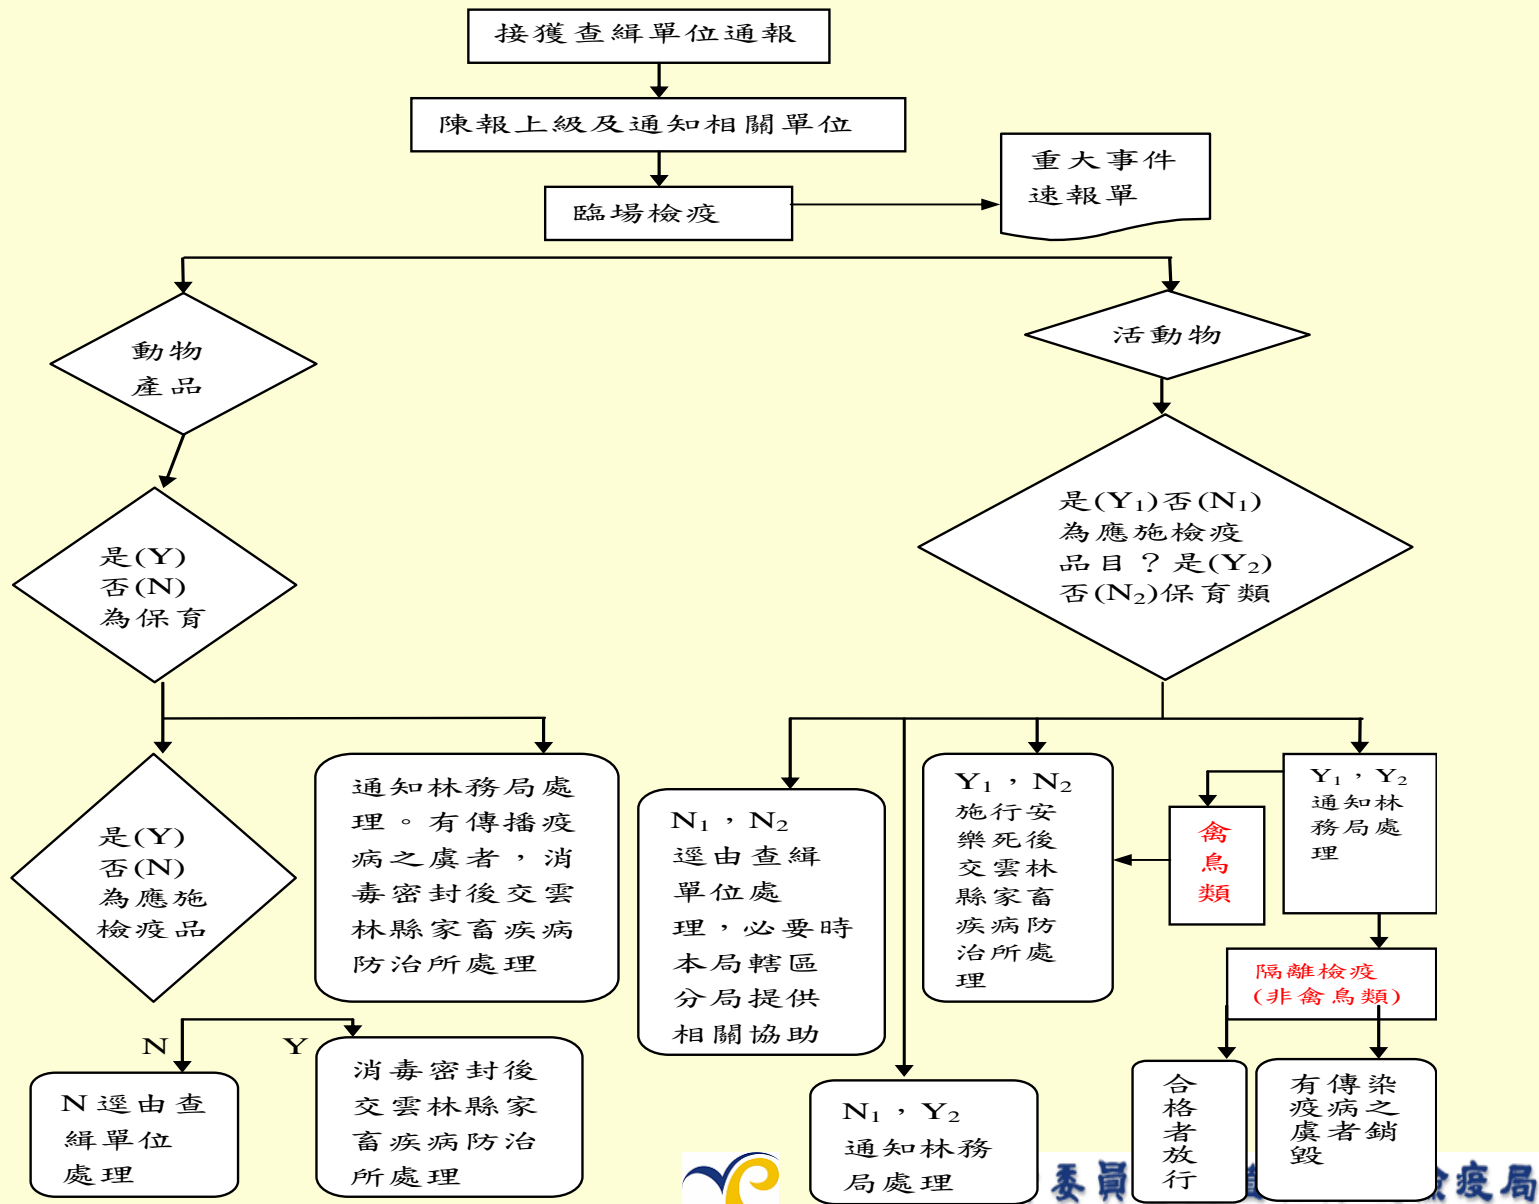 接獲查緝單位通報
陳報上級及通知相關單位
重大事件
速報單
臨場檢疫
動物
產品
活動物
是(Y)
否(N)
為保育
是(Y₁)否(N₁)
為應施檢疫
品目？是(Y₂)
否(N₂)保育類
是(Y)
否(N)
為應施
檢疫品
通知林務局處
理。有傳播疫
病之虞者，消
毒密封後交雲
林縣家畜疾病
防治所處理
N₁，N₂
逕由查緝
單位處
理，必要時
本局轄區
分局提供
相關協助
Y₁，N₂
施行安
樂死後
交雲林
縣家畜
疾病防
治所處
理
禽
鳥
類
Y₁，Y₂
通知林
務局處
理
隔離檢疫
(非禽鳥類)
N
Y
N逕由查
緝單位
處理
消毒密封後
交雲林縣家
畜疾病防治
所處理
N₁，Y₂
通知林務
局處理
合
格
者
放
行
有傳染
疫病之
虞者銷
毀
委員
疫局